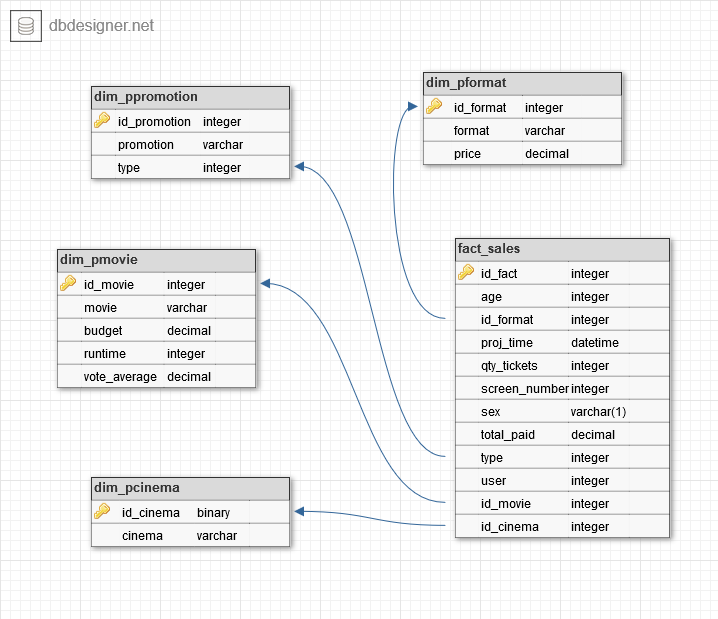 dbdesigner.net
dim_ppromotion
id_promotion integer
promotion varchar
type integer
dim_pformat
id_format integer
format varchar
price decimal
dim_pmovie
id_movie integer
movie varchar
budget decimal
runtime integer
vote_average decimal
fact_sales
id_fact integer
age integer
id_format integer
proj_time datetime
qty_tickets integer
screen_number integer
sex varchar(1)
total_paid decimal
type integer
user integer
id_movie integer
id_cinema integer
dim_pcinema
id_cinema binary
cinema varchar